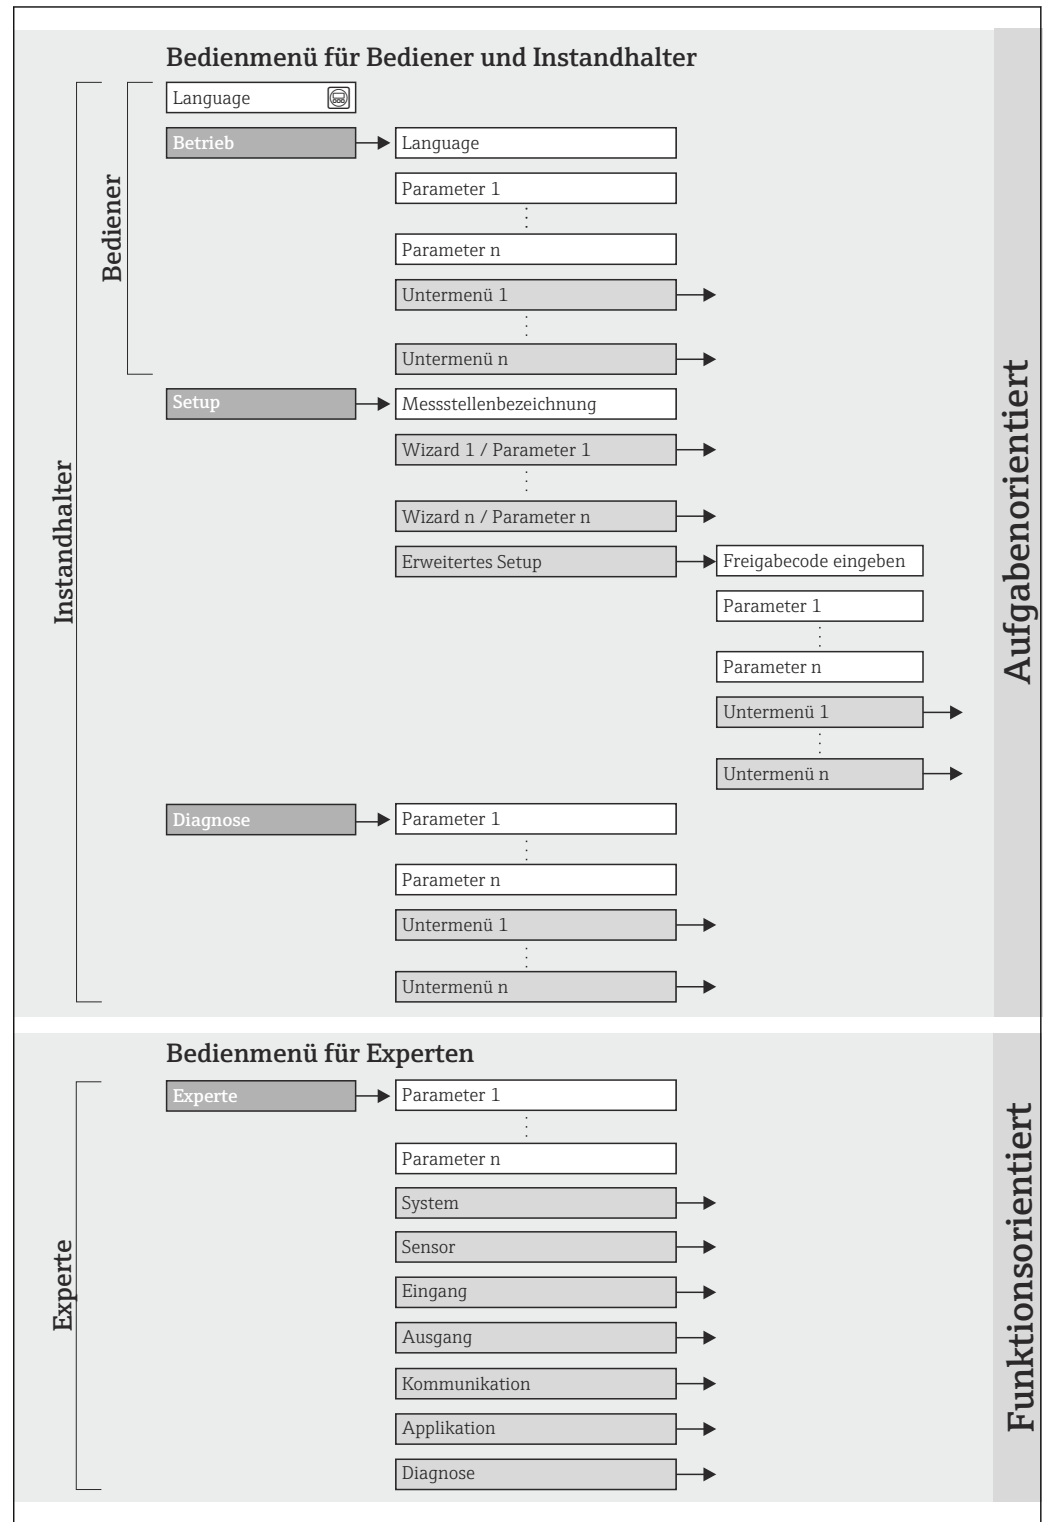 Bedienmenü für Bediener und Instandhalter
Language
Betrieb
Language
Parameter 1
Parameter n
Untermenü 1
Untermenü n
Bediener
Setup
Messstellenbezeichnung
Wizard 1 / Parameter 1
Wizard n / Parameter n
Erweitertes Setup
Freigabecode eingeben
Parameter 1
Parameter n
Untermenü 1
Untermenü n
Diagnose
Parameter 1
Parameter n
Untermenü 1
Untermenü n
Instandhalter
Aufgabenorientiert
Bedienmenü für Experten
Experte
Parameter 1
Parameter n
System
Sensor
Eingang
Ausgang
Kommunikation
Applikation
Diagnose
Experte
Funktionsorientiert